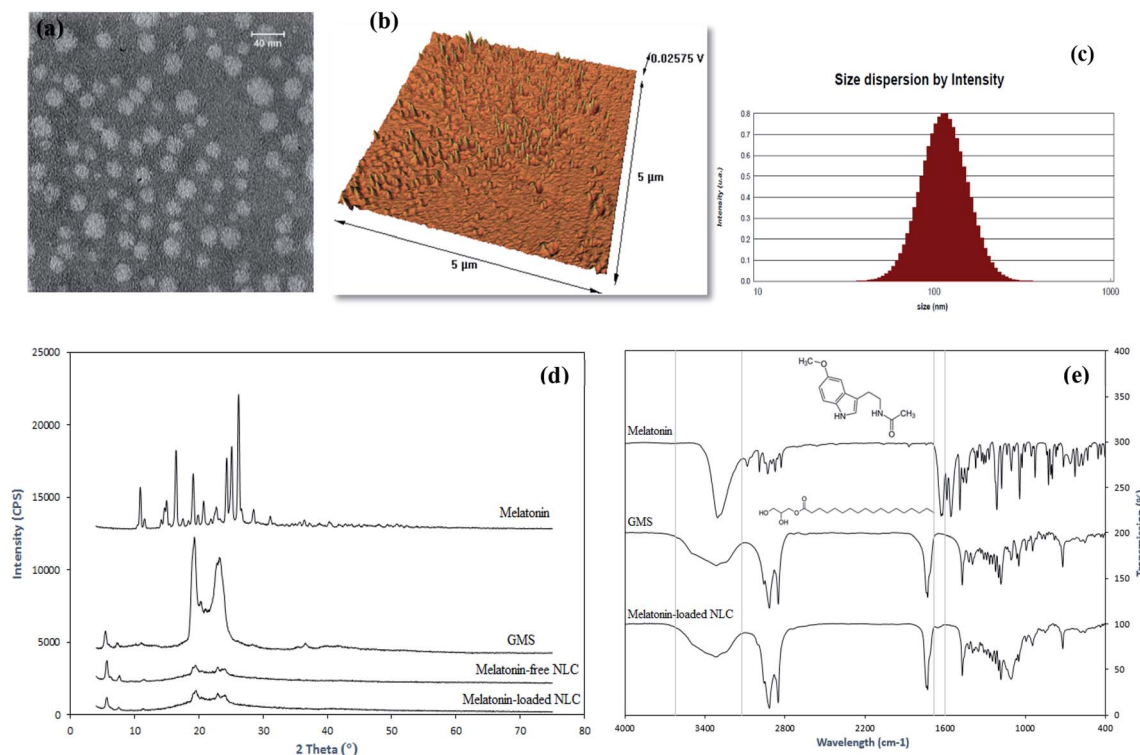 (a)
40 mn
(b)
0.02575 V
5 µm
5 µm
(c)
Size dispersion by Intensity
Intensity (u.a.)
0.8
0.7
0.6
0.5
0.4
0.3
0.2
0.1
0.0
10
100
1000
size (nm)
(d)
Intensity (CPS)
25000
20000
15000
10000
5000
0
Melatonin
GMS
Melatonin-free NLC
Melatonin-loaded NLC
0
10
20
30
40
50
60
70
80
2 Theta (°)
(e)
H₃C
O
HN
NH
CH₃
O
Melatonin
HO
OH
O
O
GMS
Melatonin-loaded NLC
400
350
300
250
200
150
100
50
0
4000
3400
2800
2200
1600
1000
400
Wavelength (cm-1)